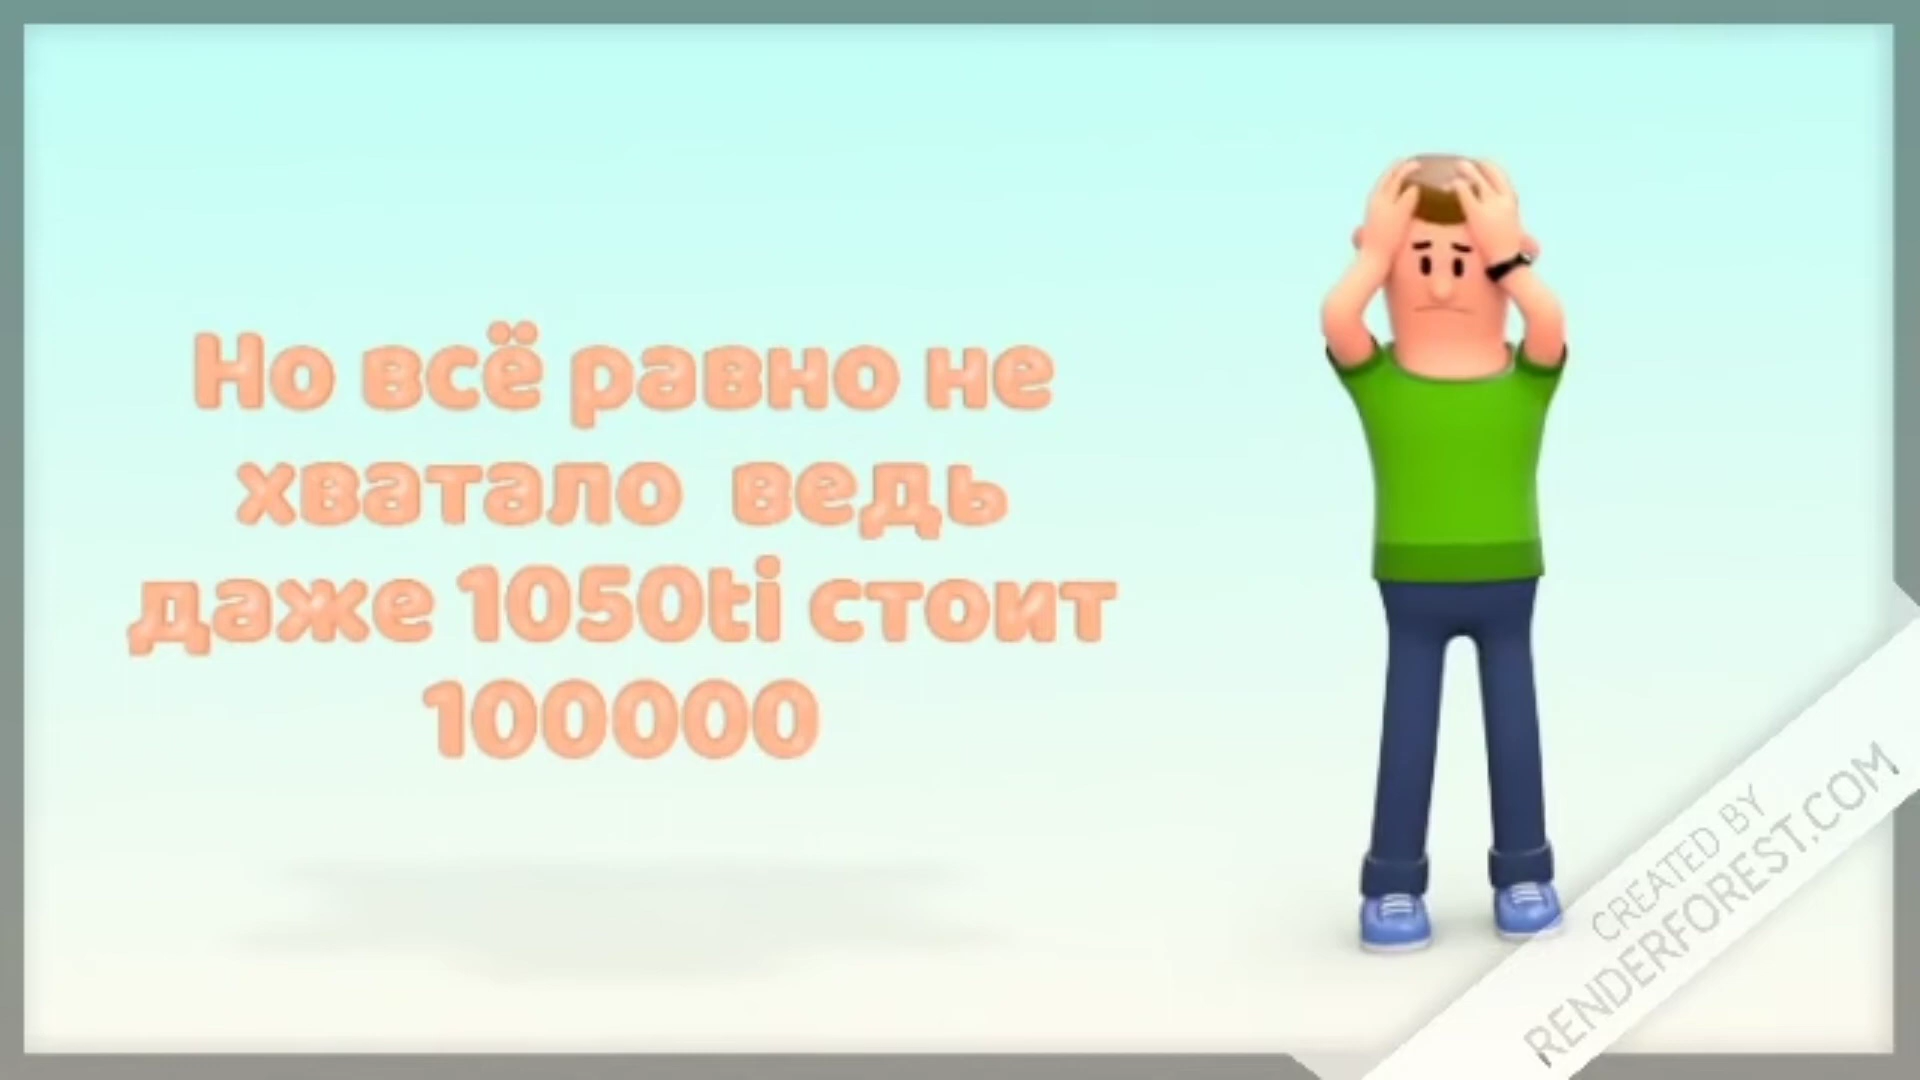 Но всё равно не
хватало ведь
даже 1050ti стоит
100000
CREATED BY
RENDERFOREST.COM